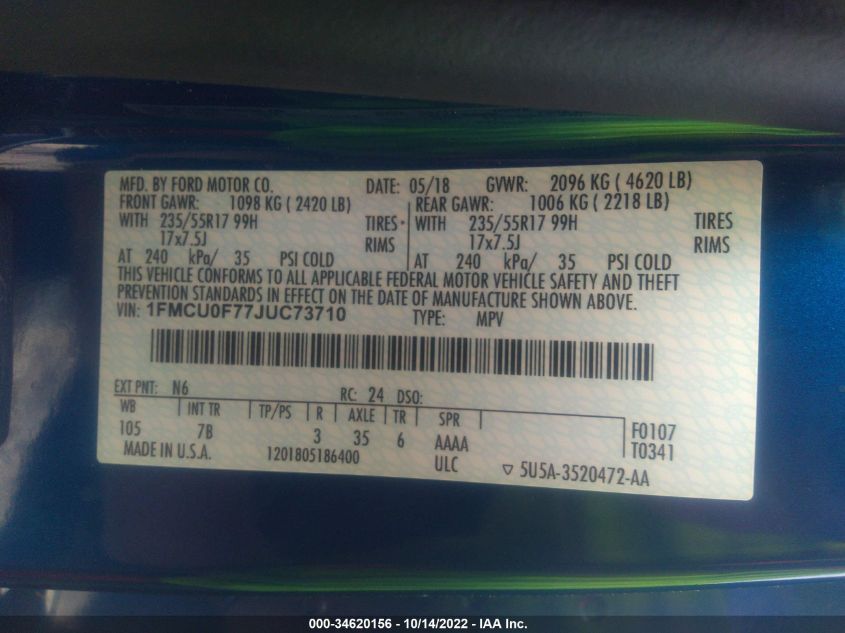 MFD. BY FORD MOTOR CO. DATE: 05/18 GVWR: 2096 KG ( 4620 LB)
FRONT GAWR: 1098 KG ( 2420 LB) REAR GAWR: 1006 KG ( 2218 LB)
WITH 235/55R17 99H TIRES WITH 235/55R17 99H TIRES
17x7.5J RIMS 17x7.5J RIMS
AT 240 kPa/ 35 PSI COLD AT 240 kPa/ 35 PSI COLD
THIS VEHICLE CONFORMS TO ALL APPLICABLE FEDERAL MOTOR VEHICLE SAFETY AND THEFT
PREVENTION STANDARDS IN EFFECT ON THE DATE OF MANUFACTURE SHOWN ABOVE.
VIN: 1FMCU0F77JUC73710 TYPE: MPV
EXT PNT: N6 RC: 24 DSO:
WB INT TR TP/PS R AXLE TR SPR
105 7B 3 35 6 AAAA F0107
MADE IN U.S.A. 1201805186400 ULC T0341
5U5A-3520472-AA
000-34620156 - 10/14/2022 - IAA Inc.